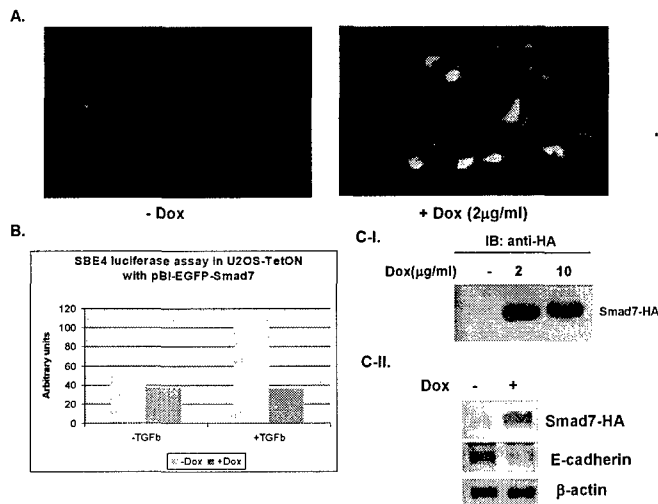 A.
- Dox
+ Dox (2µg/ml)
B.
SBE4 luciferase assay in U2OS-TetON
with pBI-EGFP-Smad7
Arbitrary units
120
100
80
60
40
20
0
-TGFb
+TGFb
-Dox +Dox
C-I.
IB: anti-HA
Dox(µg/ml) - 2 10
Smad7-HA
C-II.
Dox - +
Smad7-HA
E-cadherin
β-actin